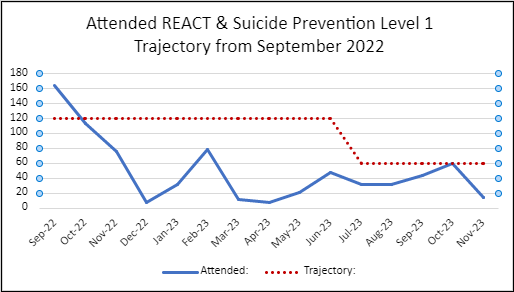 Attended REACT & Suicide Prevention Level 1
Trajectory from September 2022
180
160
140
120
100
80
60
40
20
0
Sep-22
Oct-22
Nov-22
Dec-22
Jan-23
Feb-23
Mar-23
Apr-23
May-23
Jun-23
Jul-23
Aug-23
Sep-23
Oct-23
Nov-23
Attended: Trajectory: